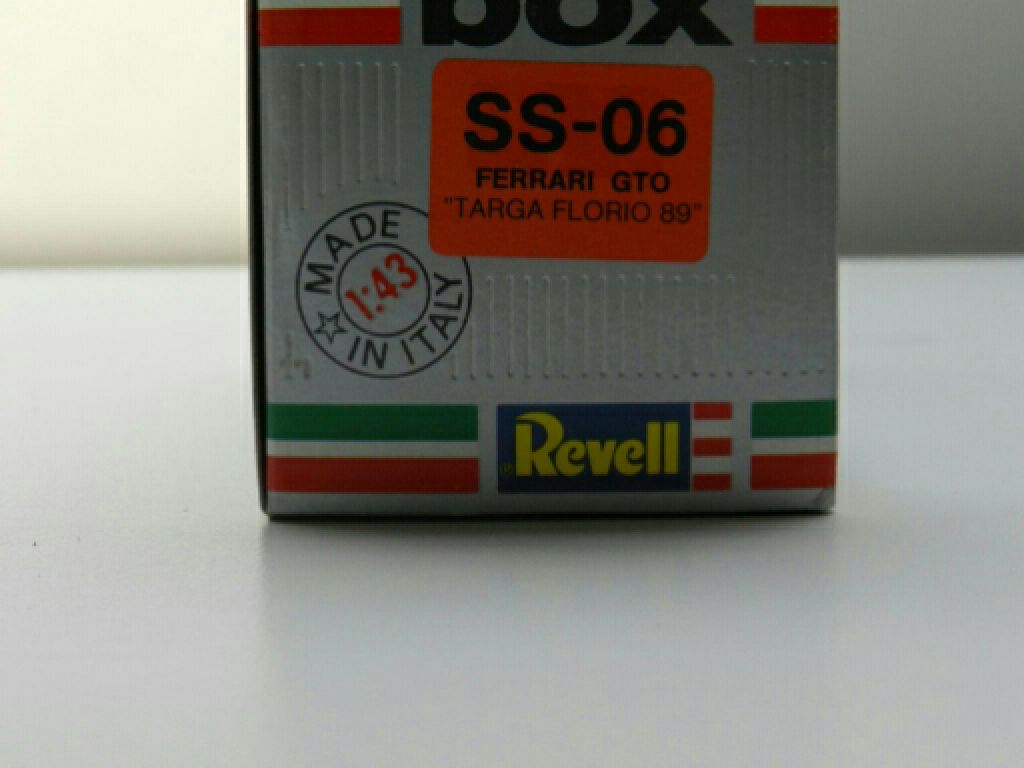 box
SS-06
FERRARI GTO
"TARGA FLORIO 89"
MADE
1:43
IN ITALY
®Revell